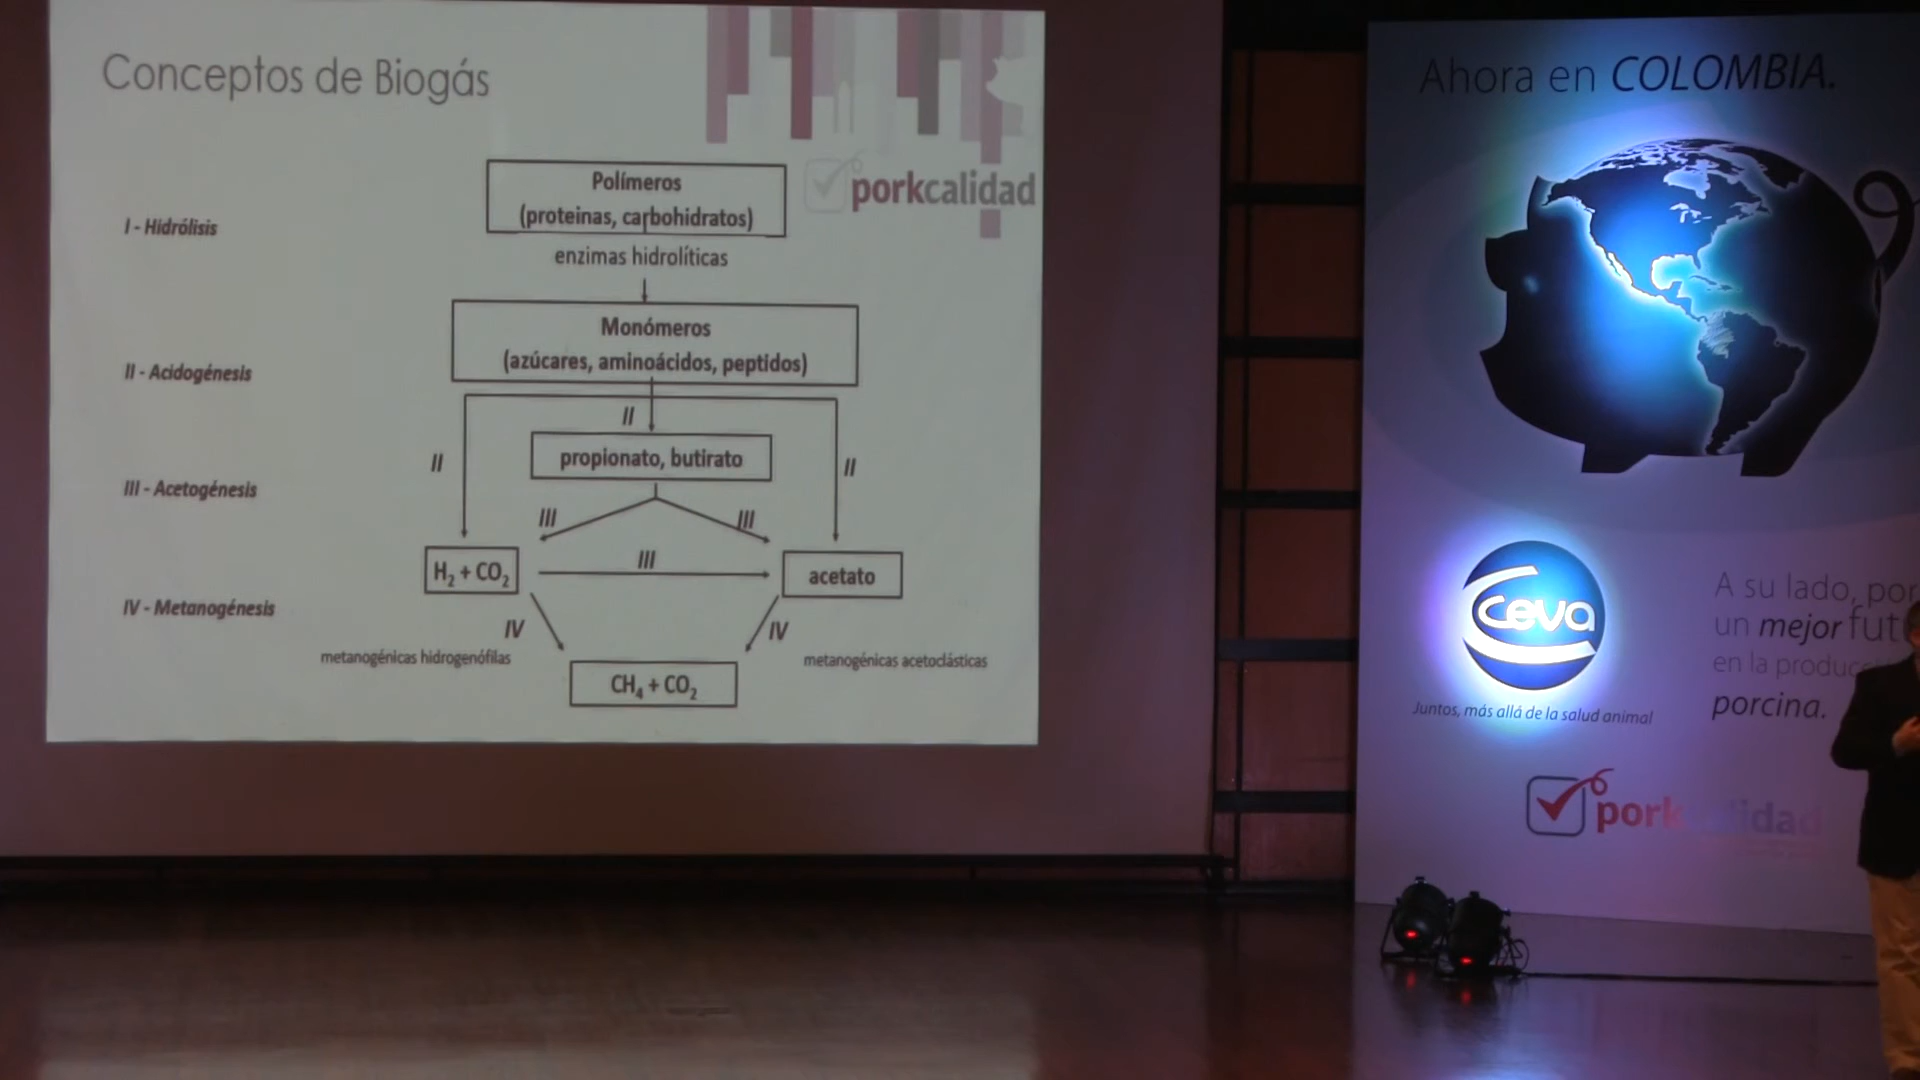 Conceptos de Biogás
porkcalidad
I - Hidrólisis
II - Acidogénesis
III - Acetogénesis
IV - Metanogénesis
Polímeros
(proteinas, carbohidratos)
enzimas hidrolíticas
Monómeros
(azúcares, aminoácidos, peptidos)
II
II
II
propionato, butirato
III
III
H₂ + CO₂
III
acetato
IV
IV
metanogénicas hidrogenófilas
metanogénicas acetoclásticas
CH₄ + CO₂
Ahora en COLOMBIA.
ceva
Juntos, más allá de la salud animal
A su lado, por
un mejor
en la
porcina.
porkcalidad